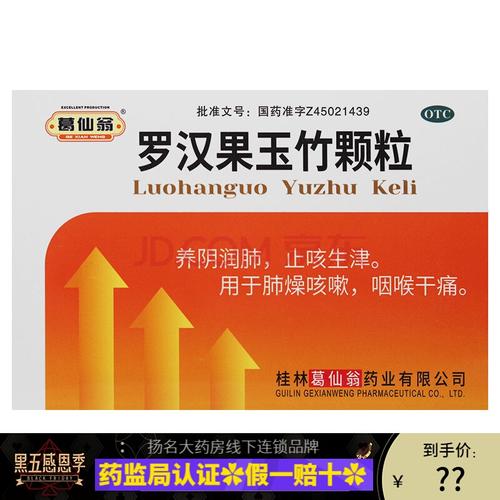 EXCELLENT PRODUCTION
葛仙翁®
GE XIAN WENG
批准文号：国药准字Z45021439
OTC
罗汉果玉竹颗粒
Luohanguo Yuzhu Keli
JD.COM 京东
养阴润肺，止咳生津。
用于肺燥咳嗽，咽喉干痛。
桂林葛仙翁药业有限公司
GUILIN GEXIANWENG PHARMACEUTICAL CO., LTD.
黑五感恩季
BLACK FRIDAY
扬名大药房线下连锁品牌
药监局认证✽假一赔十✽
到手价：
¥ ??